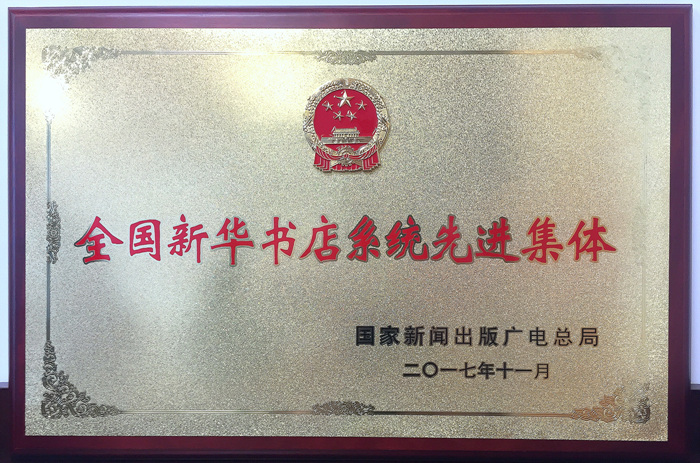 全国新华书店系统先进集体
国家新闻出版广电总局
二〇一七年十一月